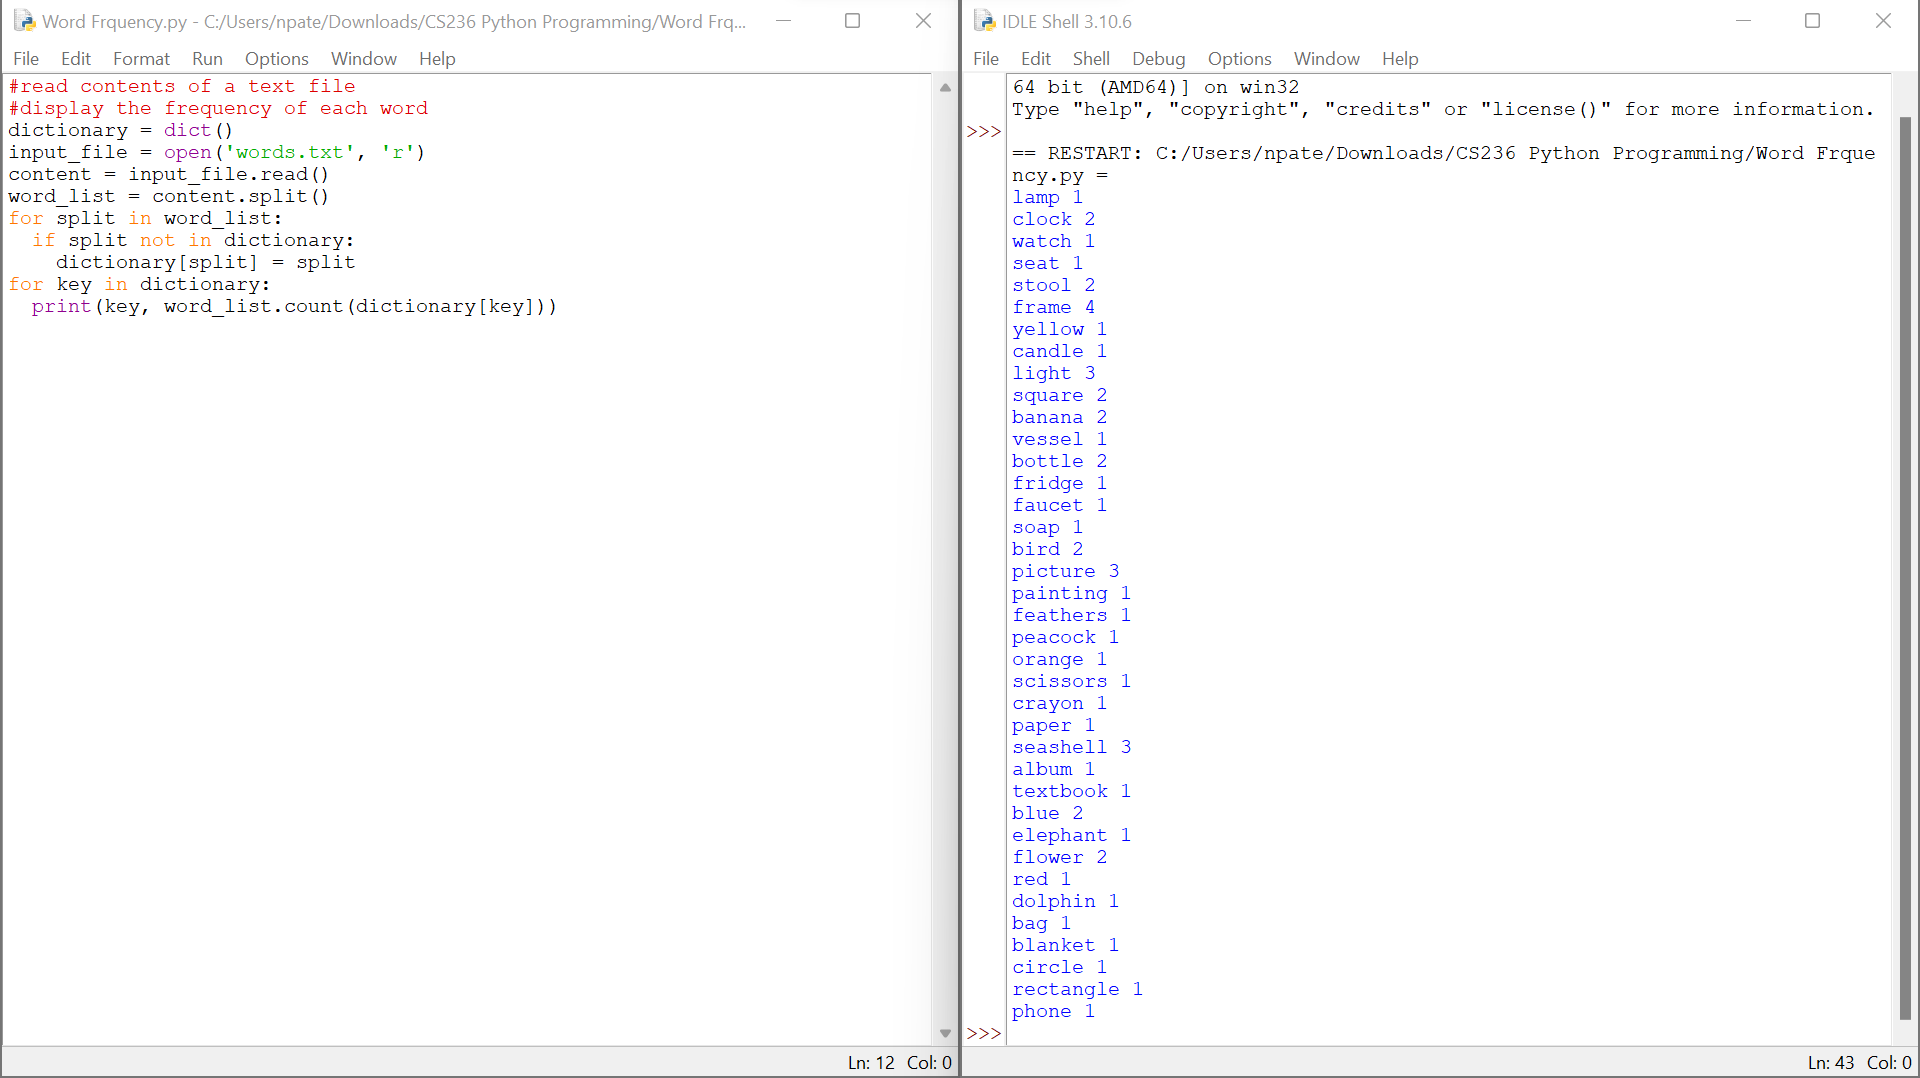 Word Frquency.py - C:/Users/npate/Downloads/CS236 Python Programming/Word Frq...
File Edit Format Run Options Window Help
#read contents of a text file
#display the frequency of each word
dictionary = dict()
input_file = open('words.txt', 'r')
content = input_file.read()
word_list = content.split()
for split in word_list:
  if split not in dictionary:
    dictionary[split] = split
for key in dictionary:
  print(key, word_list.count(dictionary[key]))
Ln: 12 Col: 0
IDLE Shell 3.10.6
File Edit Shell Debug Options Window Help
64 bit (AMD64)] on win32
Type "help", "copyright", "credits" or "license()" for more information.
>>>
== RESTART: C:/Users/npate/Downloads/CS236 Python Programming/Word Frque
ncy.py =
lamp 1
clock 2
watch 1
seat 1
stool 2
frame 4
yellow 1
candle 1
light 3
square 2
banana 2
vessel 1
bottle 2
fridge 1
faucet 1
soap 1
bird 2
picture 3
painting 1
feathers 1
peacock 1
orange 1
scissors 1
crayon 1
paper 1
seashell 3
album 1
textbook 1
blue 2
elephant 1
flower 2
red 1
dolphin 1
bag 1
blanket 1
circle 1
rectangle 1
phone 1
>>>
Ln: 43 Col: 0